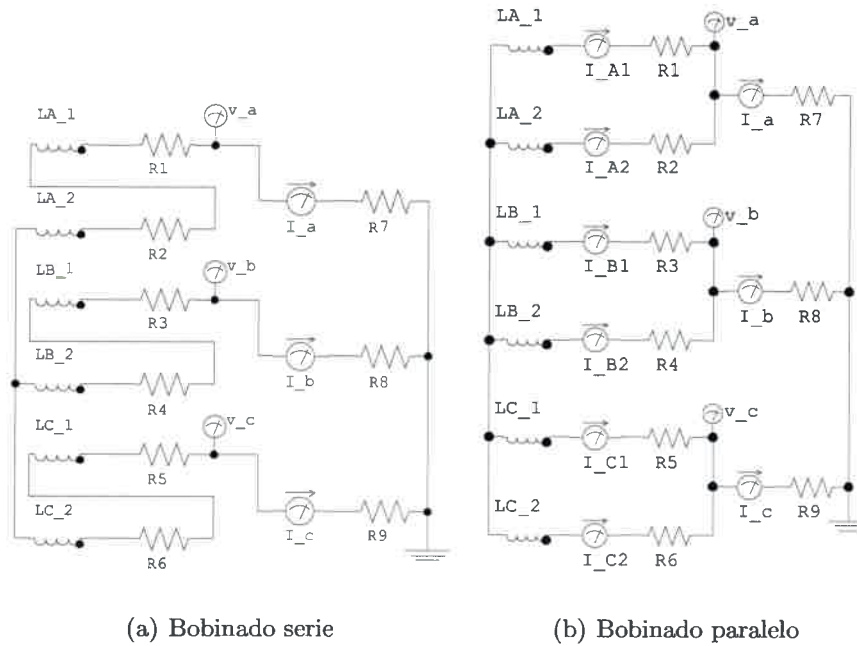 LA_1
v_a
R1
LA_2
I_a
R7
R2
LB_1
v_b
R3
LB_2
I_b
R8
R4
LC_1
v_c
R5
LC_2
I_c
R9
R6
(a) Bobinado serie
LA_1
v_a
I_A1
R1
LA_2
I_a
R7
I_A2
R2
LB_1
v_b
I_B1
R3
LB_2
I_b
R8
I_B2
R4
LC_1
v_c
I_C1
R5
LC_2
I_c
R9
I_C2
R6
(b) Bobinado paralelo